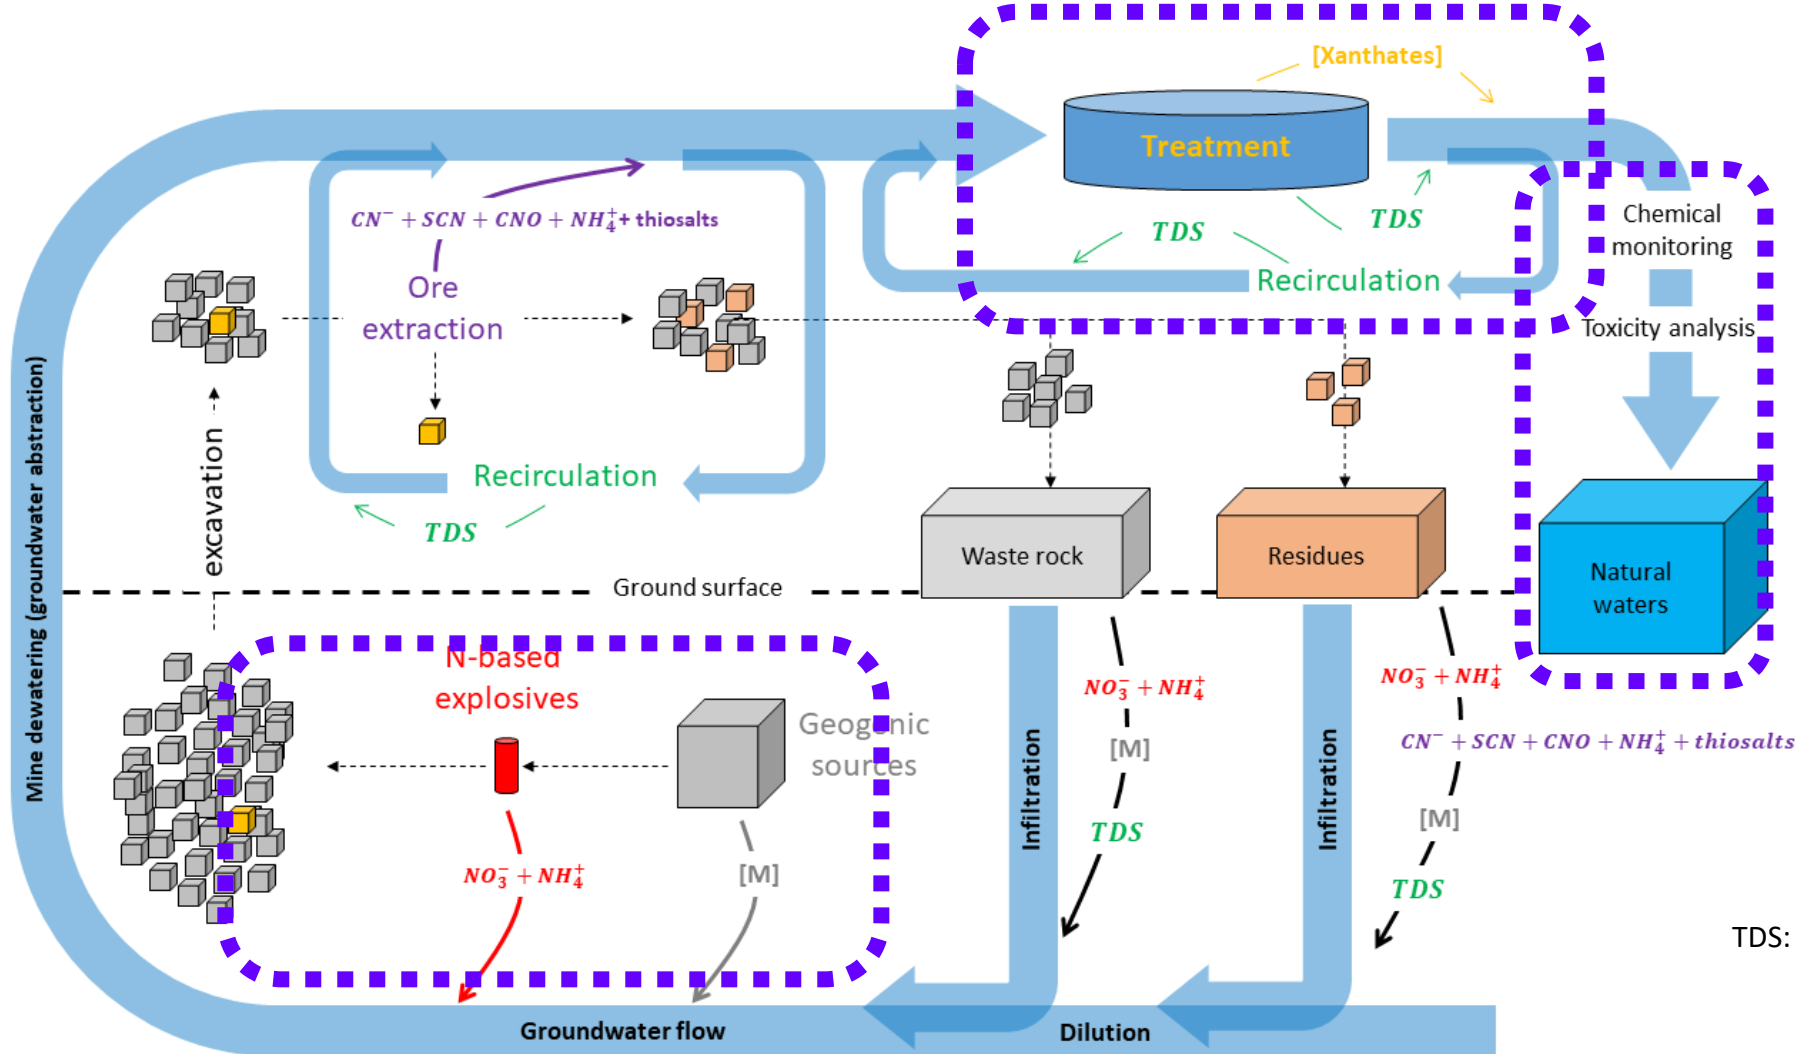 [Xanthates]
Treatment
TDS
TDS
Recirculation
Chemical
monitoring
Toxicity analysis
Natural
waters
CN⁻ + SCN + CNO + NH₄⁺+ thiosalts
Ore
extraction
Recirculation
TDS
excavation
Mine dewatering (groundwater abstraction)
Waste rock
Residues
Ground surface
N-based
explosives
Geogenic
sources
NO₃⁻ + NH₄⁺
[M]
Infiltration
NO₃⁻ + NH₄⁺
[M]
TDS
Infiltration
NO₃⁻ + NH₄⁺
CN⁻ + SCN + CNO + NH₄⁺ + thiosalts
[M]
TDS
TDS:
Groundwater flow
Dilution